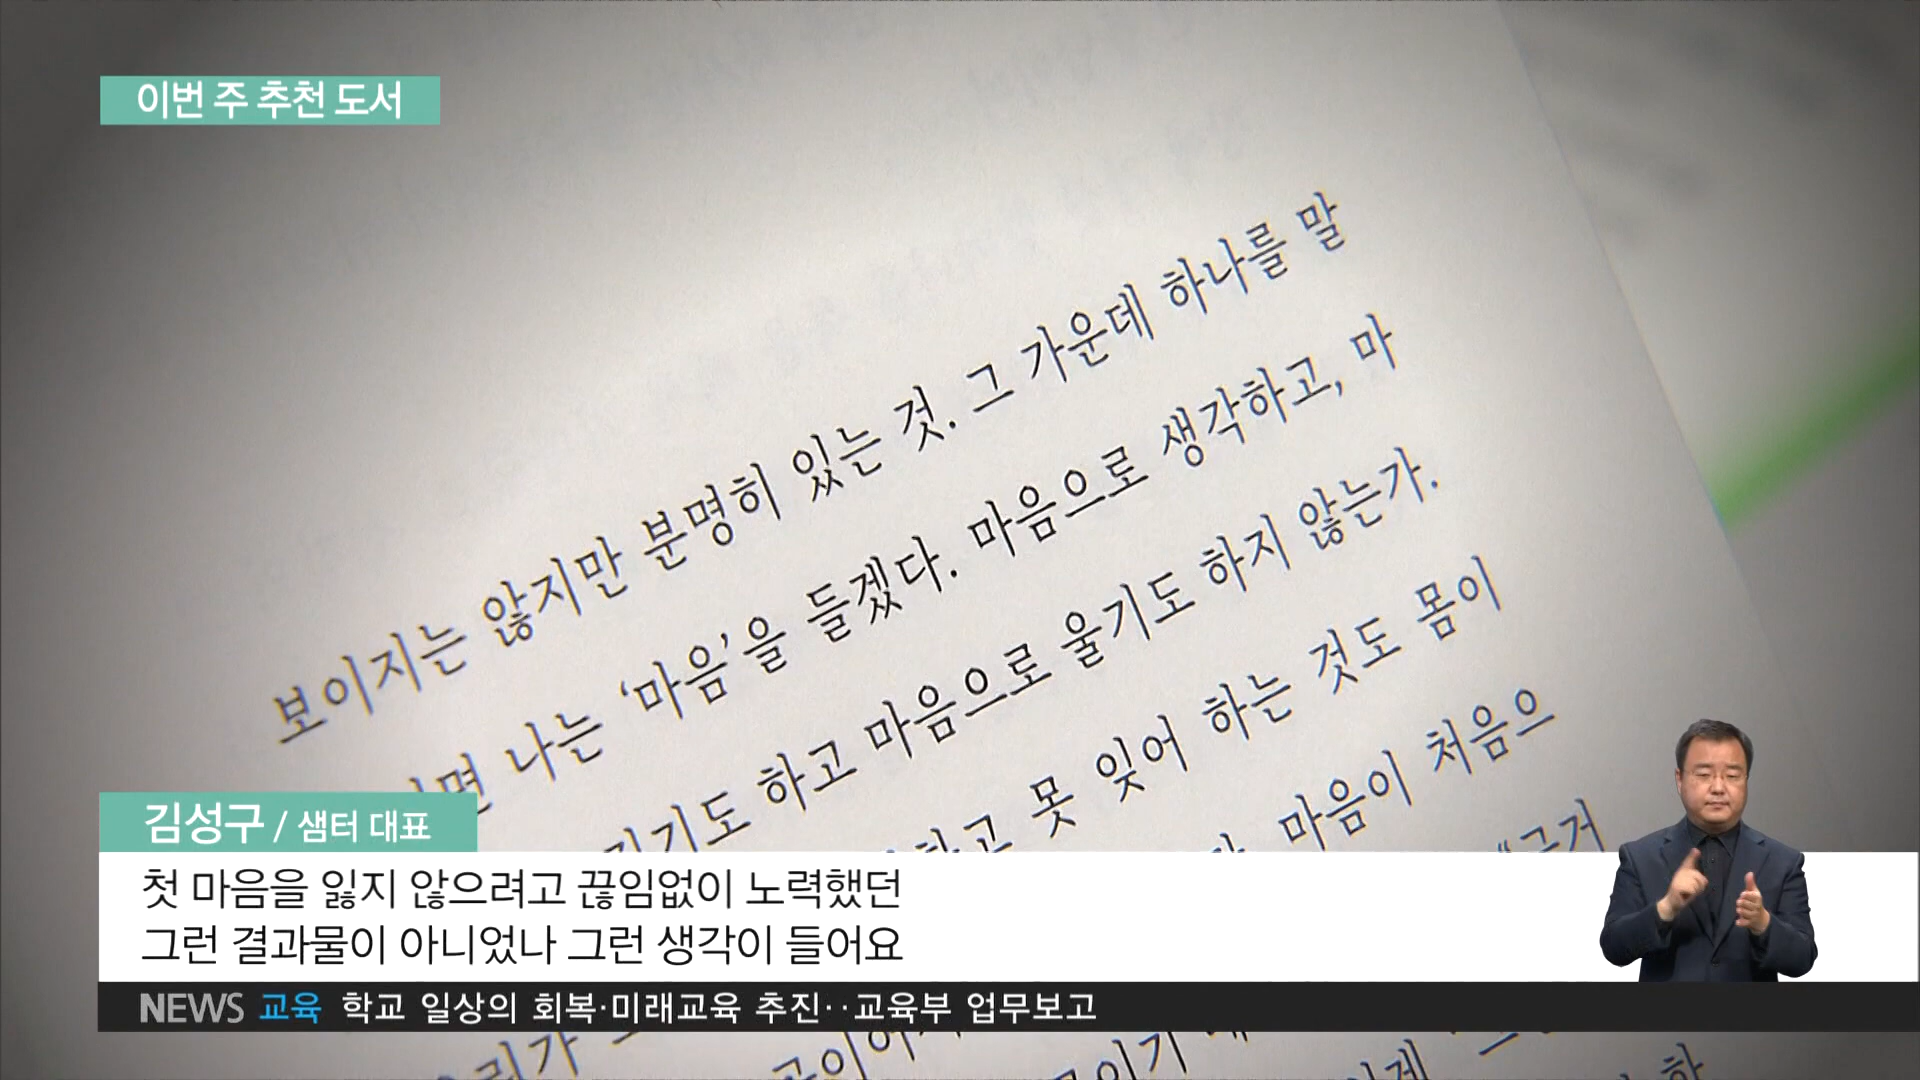 이번 주 추천 도서
보이지는 않지만 분명히 있는 것. 그 가운데 하나를 말
나는 ‘마음’을 들겠다. 마음으로 생각하고, 마
하고 마음으로 울기도 하지 않는가.
못 잊어 하는 것도 몸이
마음이 처음으
김성구 / 샘터 대표
첫 마음을 잃지 않으려고 끊임없이 노력했던
그런 결과물이 아니었나 그런 생각이 들어요
NEWS 교육 학교 일상의 회복·미래교육 추진‥교육부 업무보고